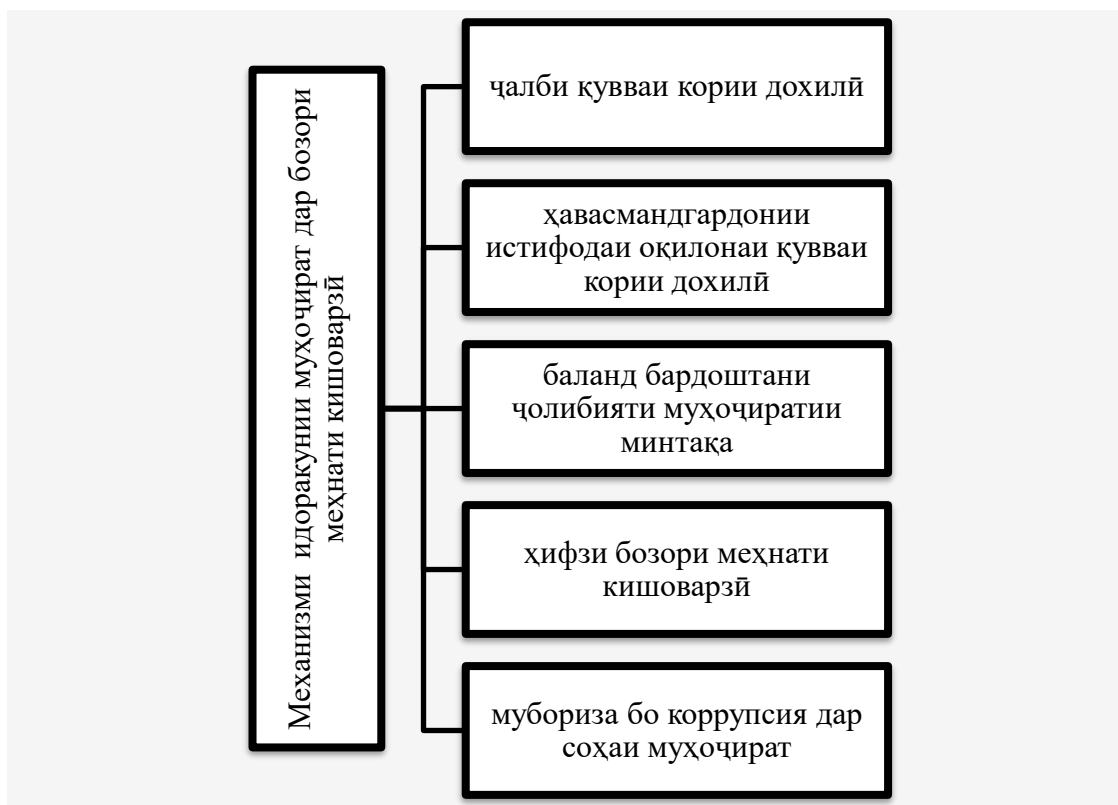 Механизми идоракунии муҳоҷират дар бозори
меҳнати кишоварзӣ
ҷалби қувваи кории дохилӣ
ҳавасмандгардонии
истифодаи оқилонаи қувваи
кории дохилӣ
баланд бардоштани
ҷолибияти муҳоҷиратии
минтақа
ҳифзи бозори меҳнати
кишоварзӣ
мубориза бо коррупсия дар
соҳаи муҳоҷират